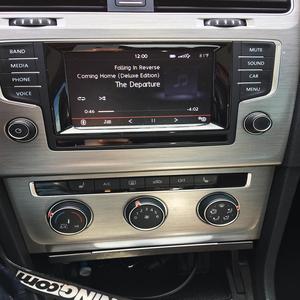 12:00
81°F
Falling In Reverse
Coming Home (Deluxe Edition)
The Departure
0:46
-4:02
BAND
MEDIA
PHONE
VOICE
MUTE
SOUND
CAR
MENU
A/C